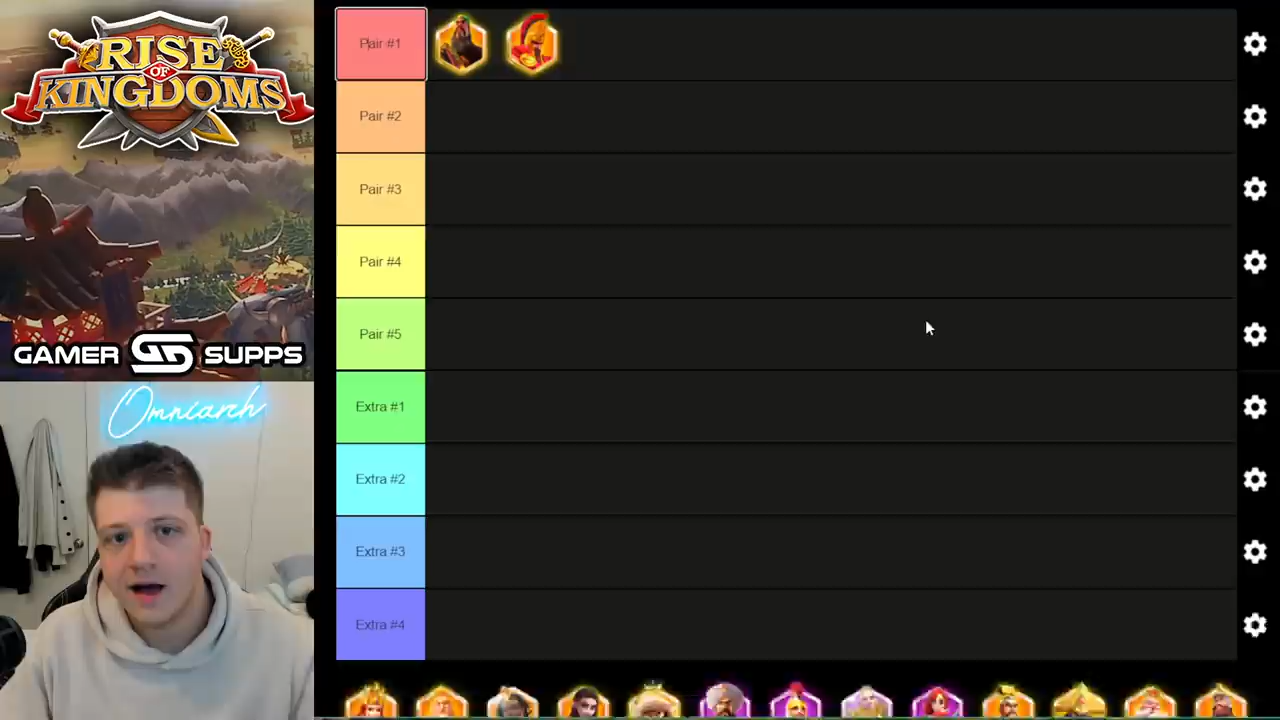 RISE
OF
KINGDOMS
GAMER SUPPS
Omniarch
Pair #1
Pair #2
Pair #3
Pair #4
Pair #5
Extra #1
Extra #2
Extra #3
Extra #4